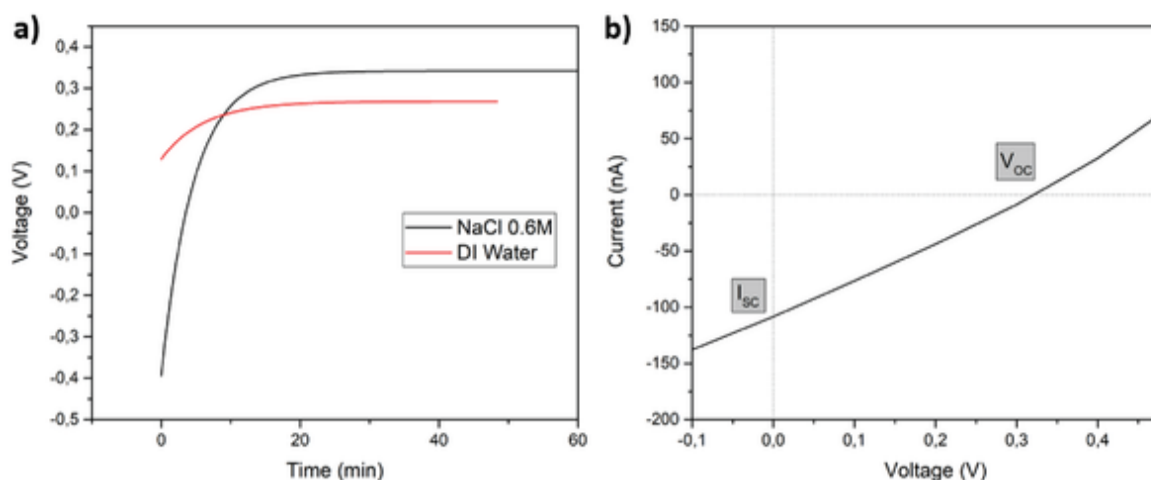 a)
0,4
0,3
0,2
0,1
0,0
-0,1
-0,2
-0,3
-0,4
-0,5
Voltage (V)
NaCl 0.6M
DI Water
0
20
40
60
Time (min)
b)
150
100
50
0
-50
-100
-150
-200
Current (nA)
V_OC
I_SC
-0,1
0,0
0,1
0,2
0,3
0,4
Voltage (V)